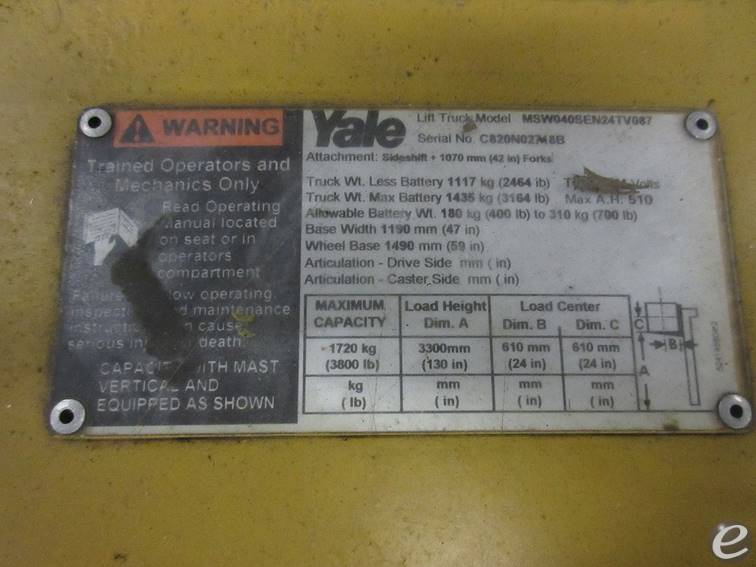 WARNING
Trained Operators and
Mechanics Only
Read Operating
Manual located
on seat or in
operators
compartment
operating,
and maintenance
cause
serious death.
CAPACITY WITH MAST
VERTICAL AND
EQUIPPED AS SHOWN
Yale
Lift Truck Model MSW040SEN24TV087
Serial No.
Attachment: Sideshift + 1070 mm (42 in) Forks
Truck Wt. Less Battery 1117 kg (2464 lb) Volts
Truck Wt. Max Battery 1435 kg (3164 lb) Max A.H. 510
Allowable Battery Wt. 180 kg (400 lb) to 310 kg (700 lb)
Base Width 1190 mm (47 in)
Wheel Base 1490 mm (59 in)
Articulation - Drive Side mm ( in)
Articulation - Caster Side mm ( in)
MAXIMUM CAPACITY
Load Height Dim. A
Load Center
Dim. B Dim. C
1720 kg 3300mm 610 mm 610 mm
(3800 lb) (130 in) (24 in) (24 in)
kg mm mm mm
( lb) ( in) ( in) ( in)
C
B
A
e